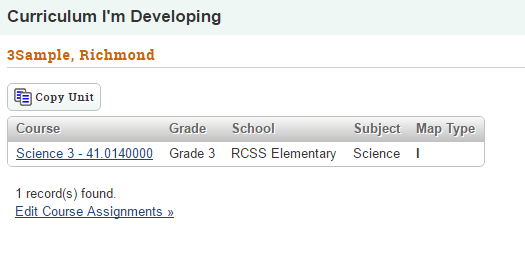 Curriculum I'm Developing
3Sample, Richmond
Copy Unit
Course Grade School Subject Map Type
Science 3 - 41.0140000 Grade 3 RCSS Elementary Science I
1 record(s) found.
Edit Course Assignments »